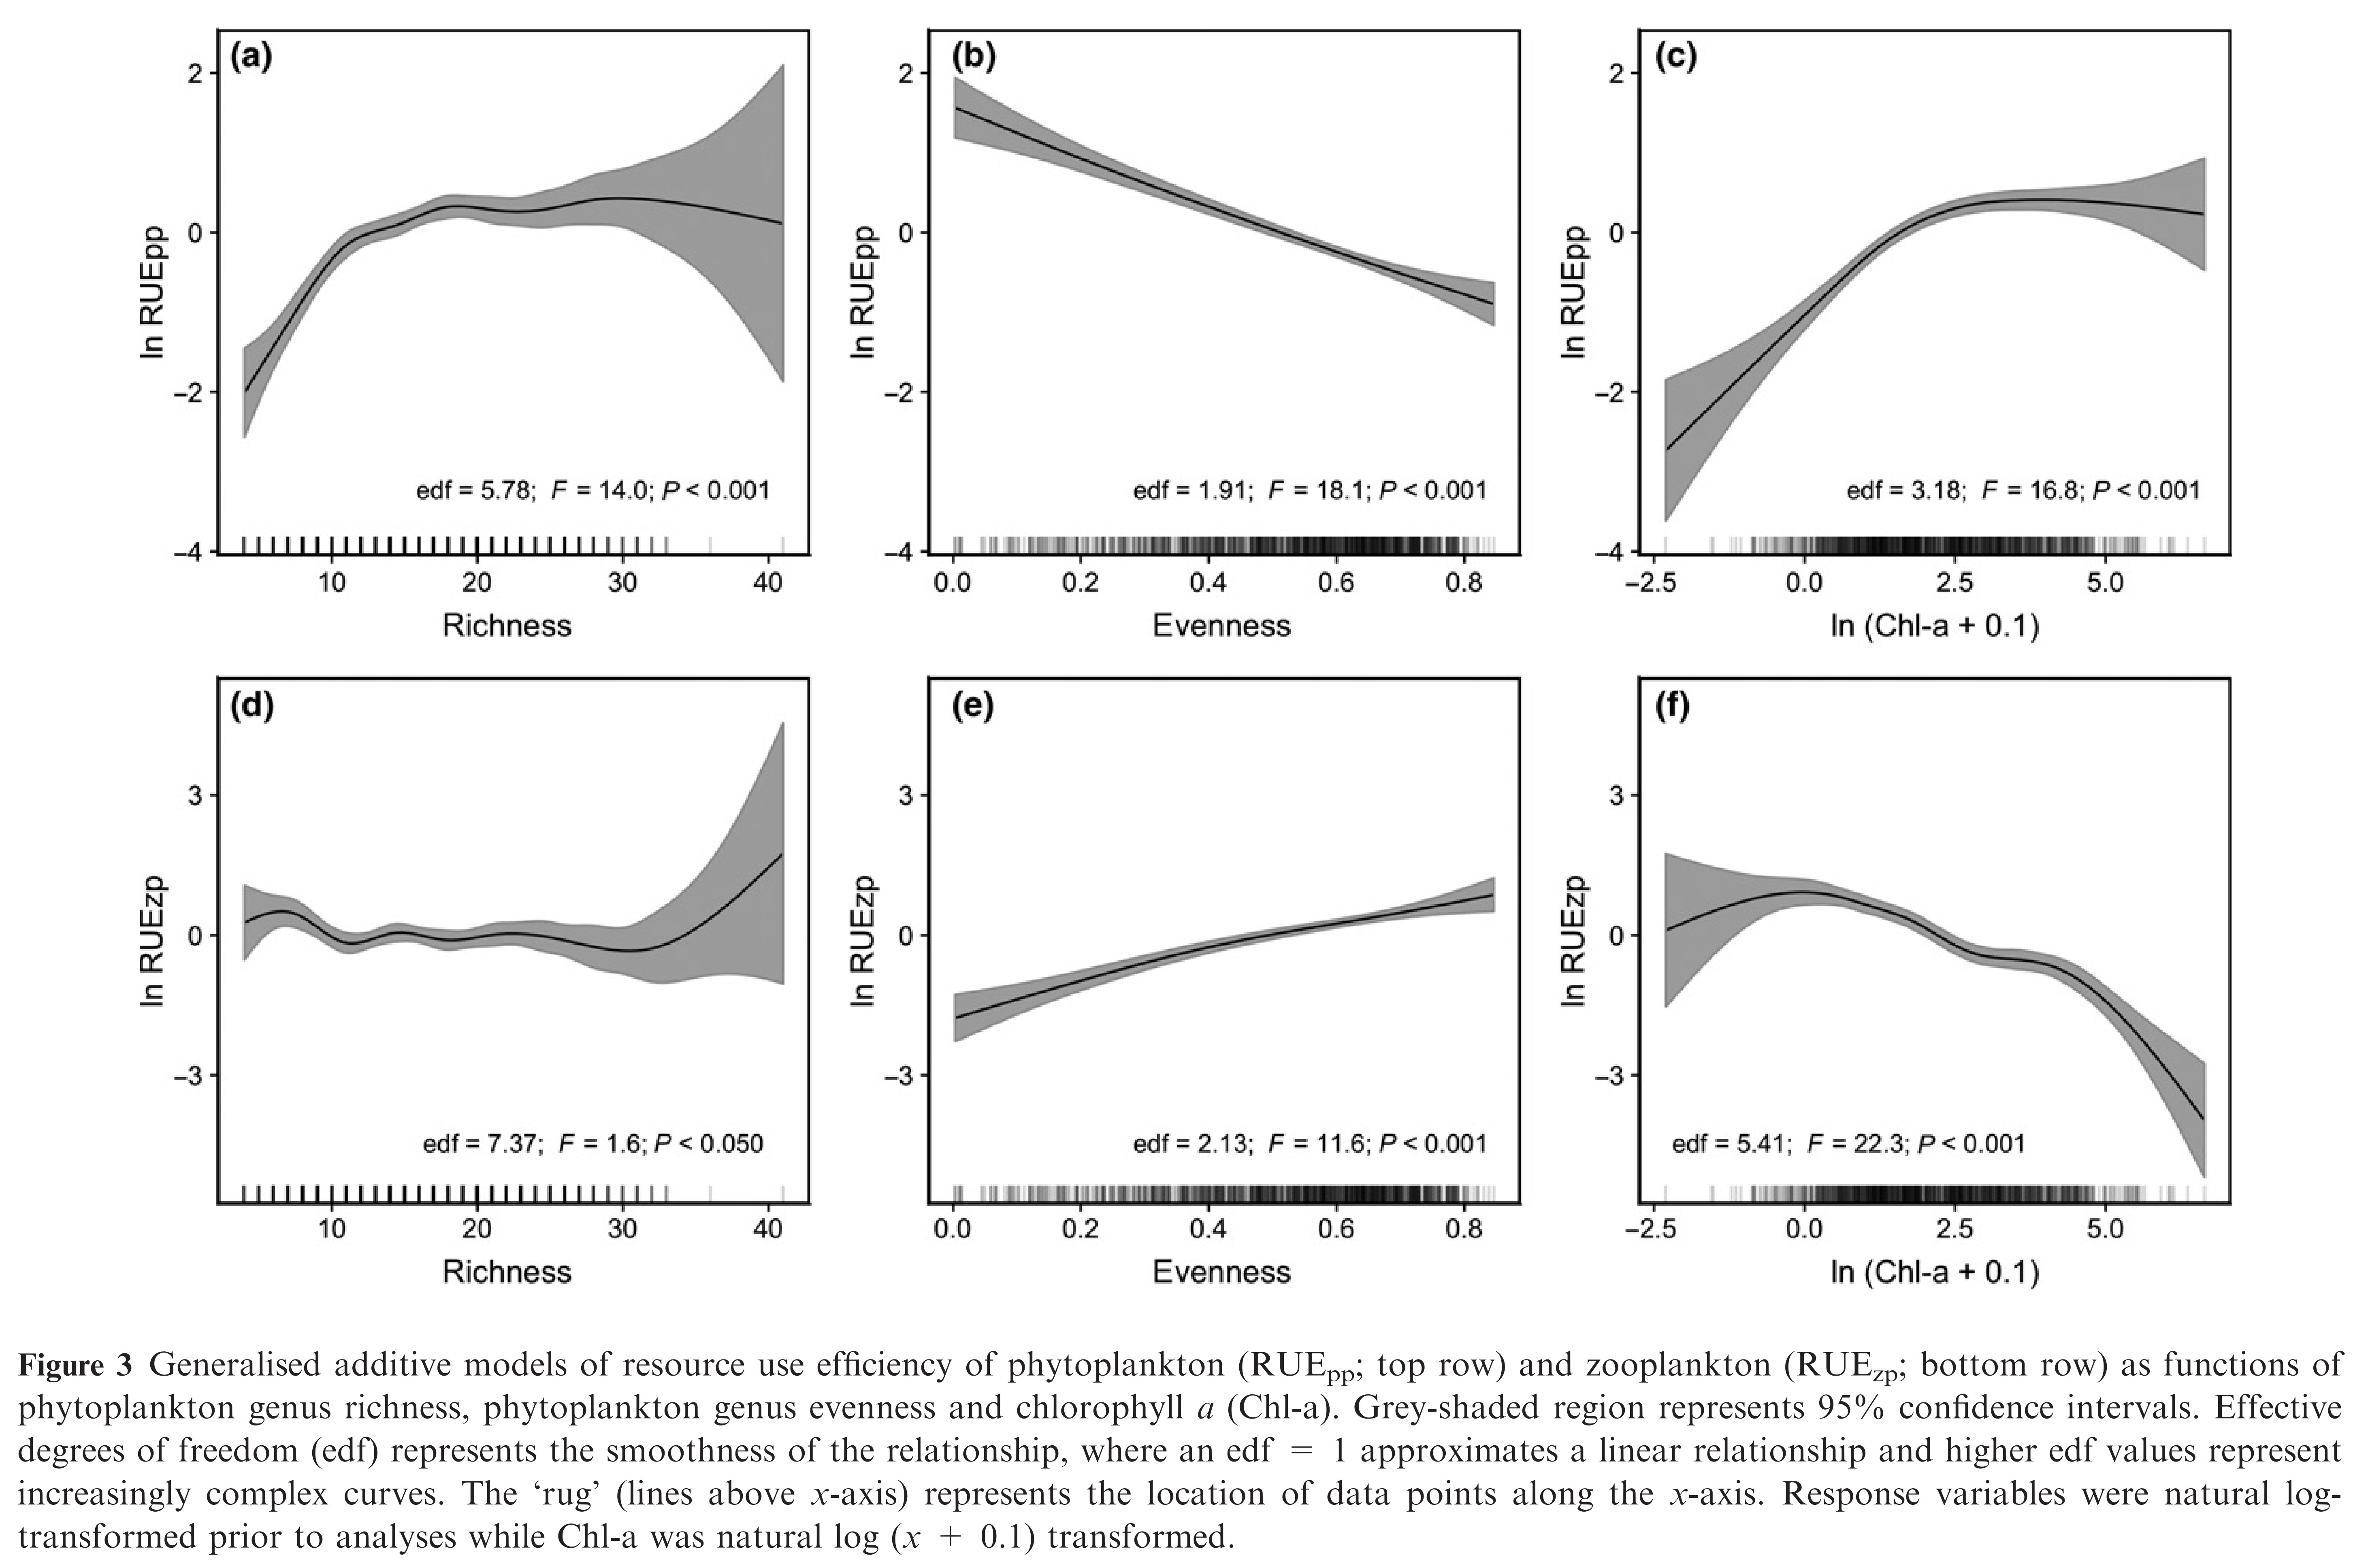 (a)
2
0
−2
−4
ln RUEpp
edf = 5.78; F = 14.0; P < 0.001
10 20 30 40
Richness
(b)
2
0
−2
−4
ln RUEpp
edf = 1.91; F = 18.1; P < 0.001
0.0 0.2 0.4 0.6 0.8
Evenness
(c)
2
0
−2
−4
ln RUEpp
edf = 3.18; F = 16.8; P < 0.001
−2.5 0.0 2.5 5.0
ln (Chl-a + 0.1)
(d)
3
0
−3
ln RUEzp
edf = 7.37; F = 1.6; P < 0.050
10 20 30 40
Richness
(e)
3
0
−3
ln RUEzp
edf = 2.13; F = 11.6; P < 0.001
0.0 0.2 0.4 0.6 0.8
Evenness
(f)
3
0
−3
ln RUEzp
edf = 5.41; F = 22.3; P < 0.001
−2.5 0.0 2.5 5.0
ln (Chl-a + 0.1)
Figure 3 Generalised additive models of resource use efficiency of phytoplankton (RUEpp; top row) and zooplankton (RUEzp; bottom row) as functions of
phytoplankton genus richness, phytoplankton genus evenness and chlorophyll a (Chl-a). Grey-shaded region represents 95% confidence intervals. Effective
degrees of freedom (edf) represents the smoothness of the relationship, where an edf = 1 approximates a linear relationship and higher edf values represent
increasingly complex curves. The ‘rug’ (lines above x-axis) represents the location of data points along the x-axis. Response variables were natural log-
transformed prior to analyses while Chl-a was natural log (x + 0.1) transformed.